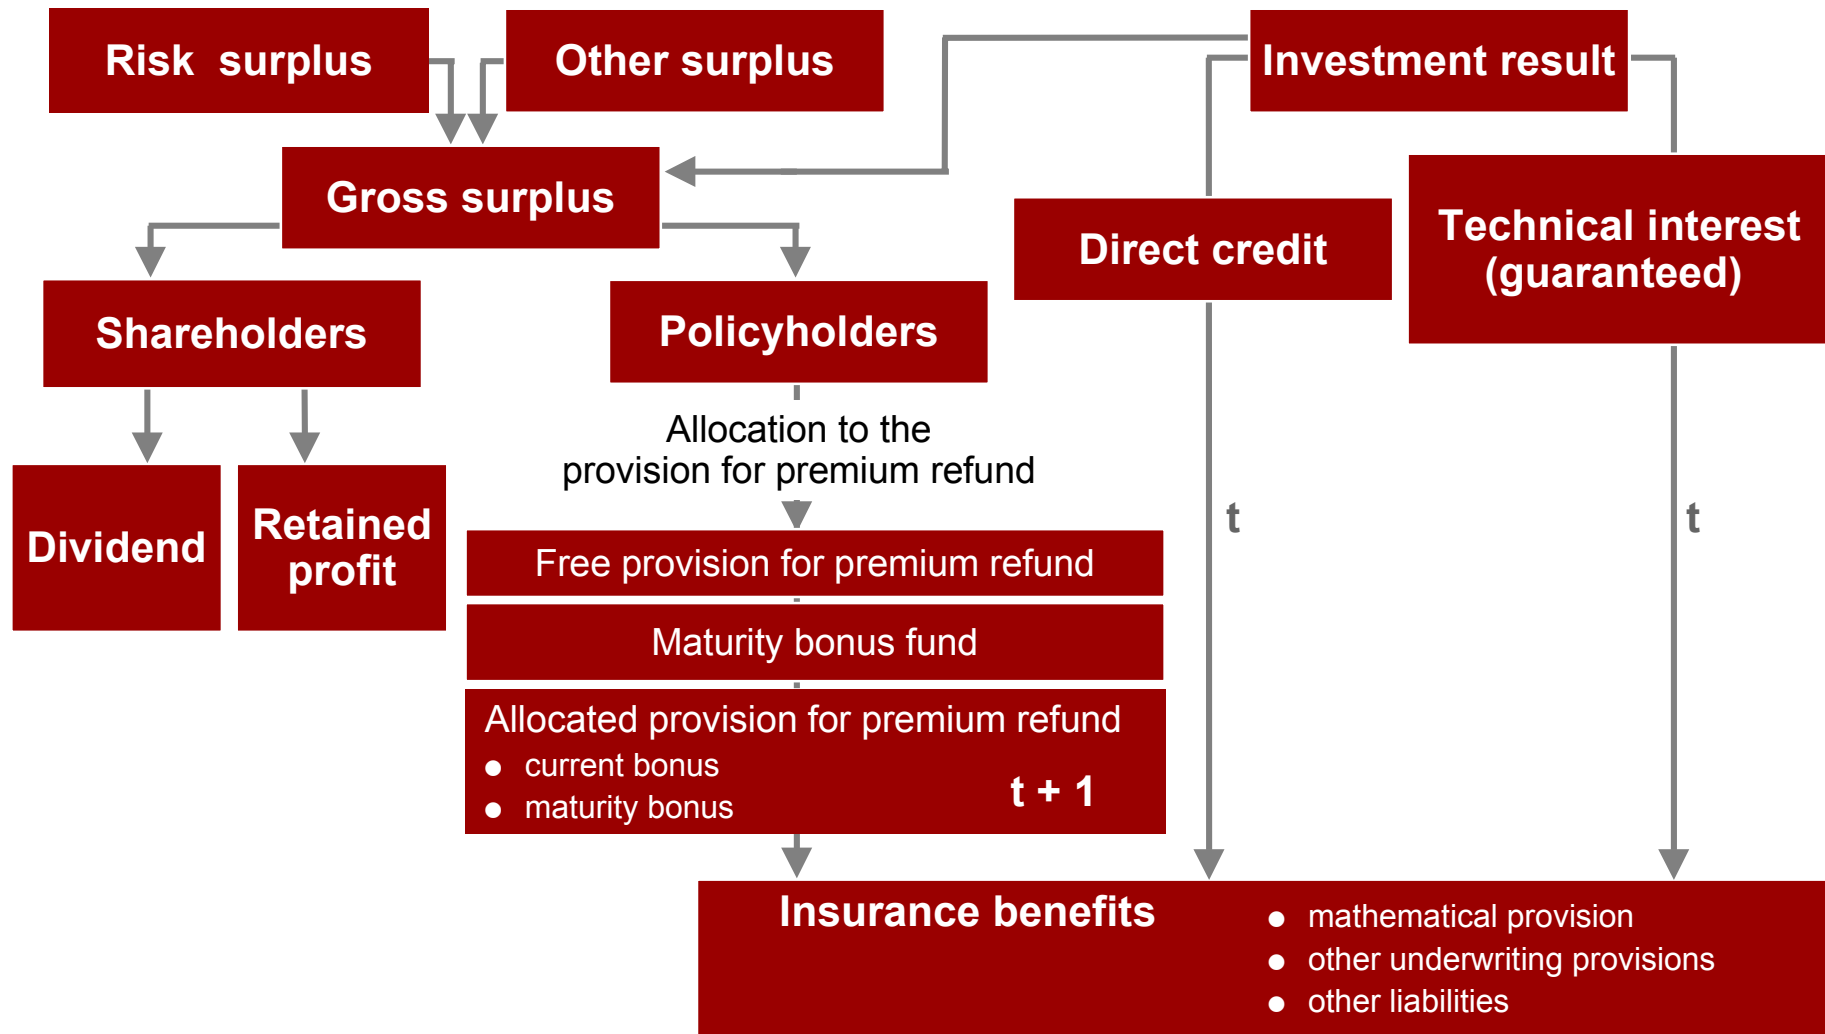 Risk surplus
Other surplus
Investment result
Gross surplus
Direct credit
Technical interest
(guaranteed)
Shareholders
Policyholders
Allocation to the
provision for premium refund
Dividend
Retained
profit
t
t
Free provision for premium refund
Maturity bonus fund
Allocated provision for premium refund
● current bonus
● maturity bonus
t + 1
Insurance benefits
● mathematical provision
● other underwriting provisions
● other liabilities